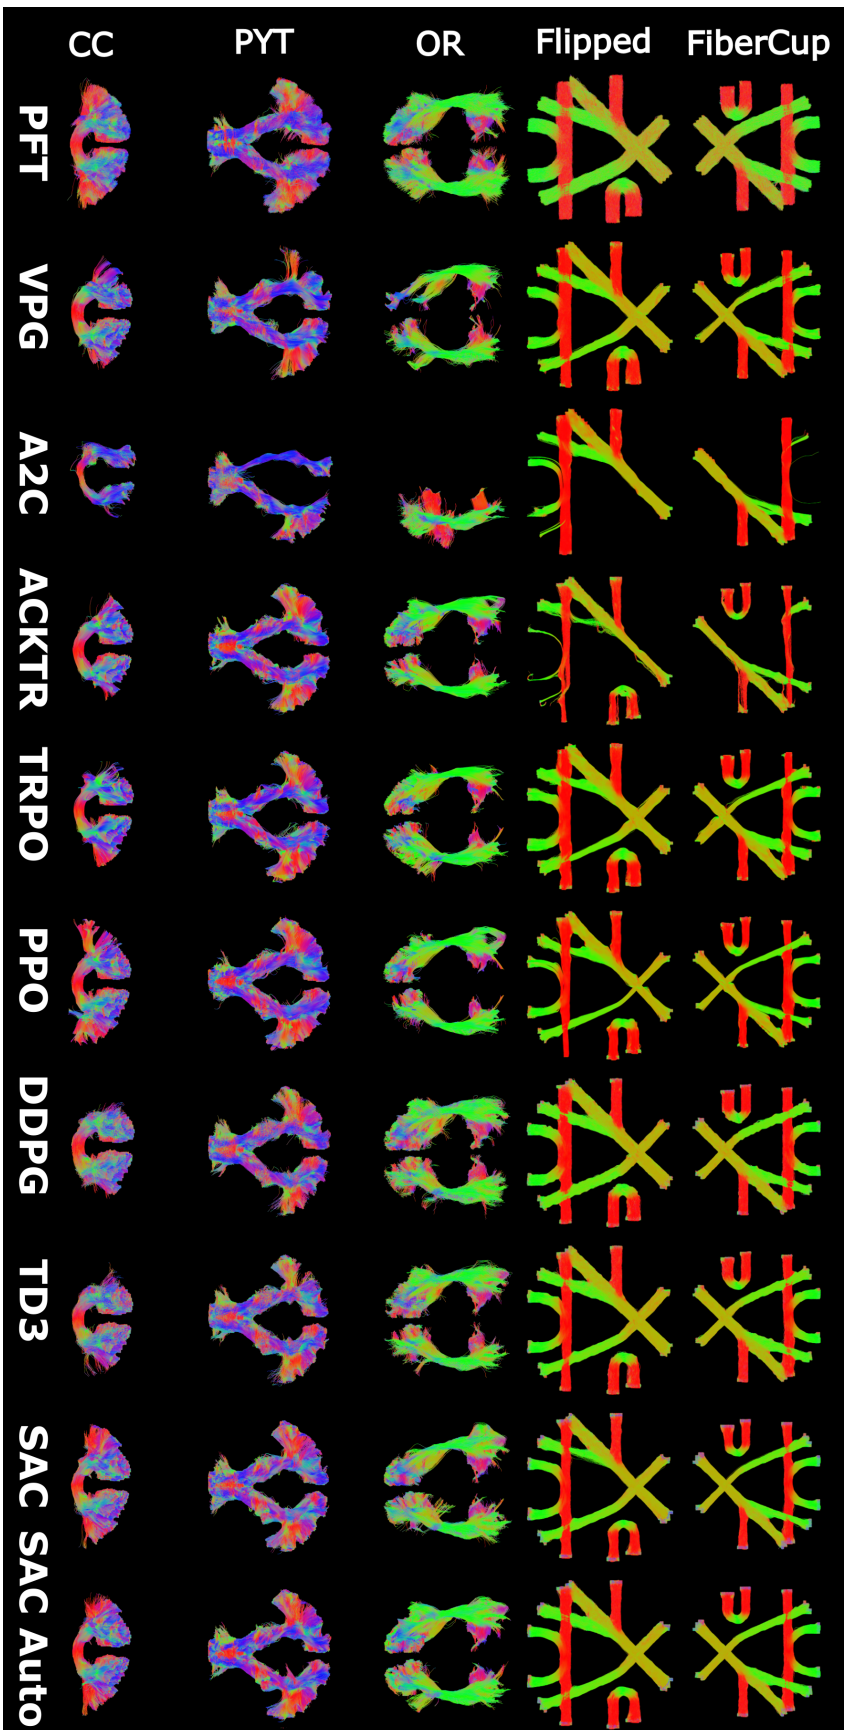 CC PYT OR Flipped FiberCup
PFT
VPG
A2C
ACKTR
TRPO
PPO
DDPG
TD3
SAC
SAC Auto